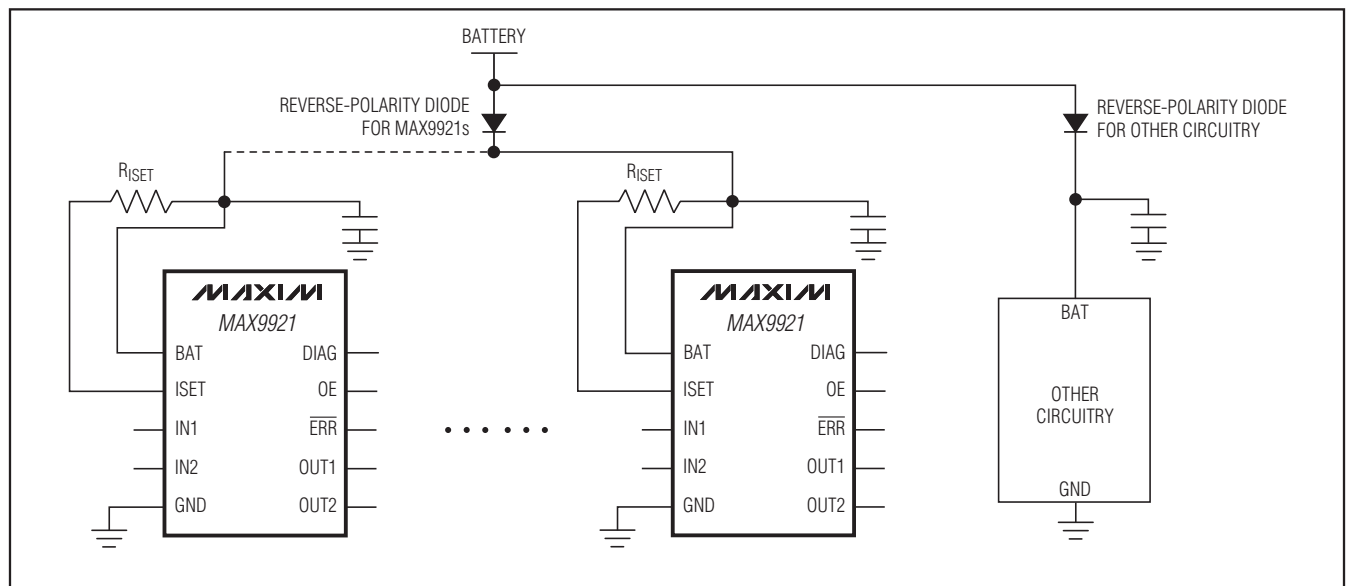 BATTERY
REVERSE-POLARITY DIODE
FOR MAX9921s
REVERSE-POLARITY DIODE
FOR OTHER CIRCUITRY
RISET
RISET
MAXIM
MAX9921
BAT
DIAG
ISET
OE
IN1
ERR
IN2
OUT1
GND
OUT2
MAXIM
MAX9921
BAT
DIAG
ISET
OE
IN1
ERR
IN2
OUT1
GND
OUT2
BAT
OTHER
CIRCUITRY
GND